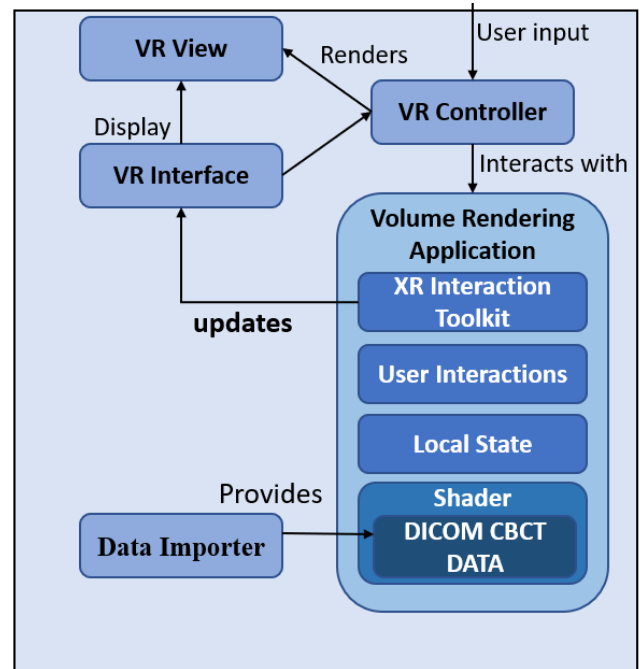 User input
VR View
Renders
VR Controller
Display
VR Interface
Interacts with
Volume Rendering
Application
XR Interaction
Toolkit
updates
User Interactions
Local State
Provides
Shader
Data Importer
DICOM CBCT
DATA